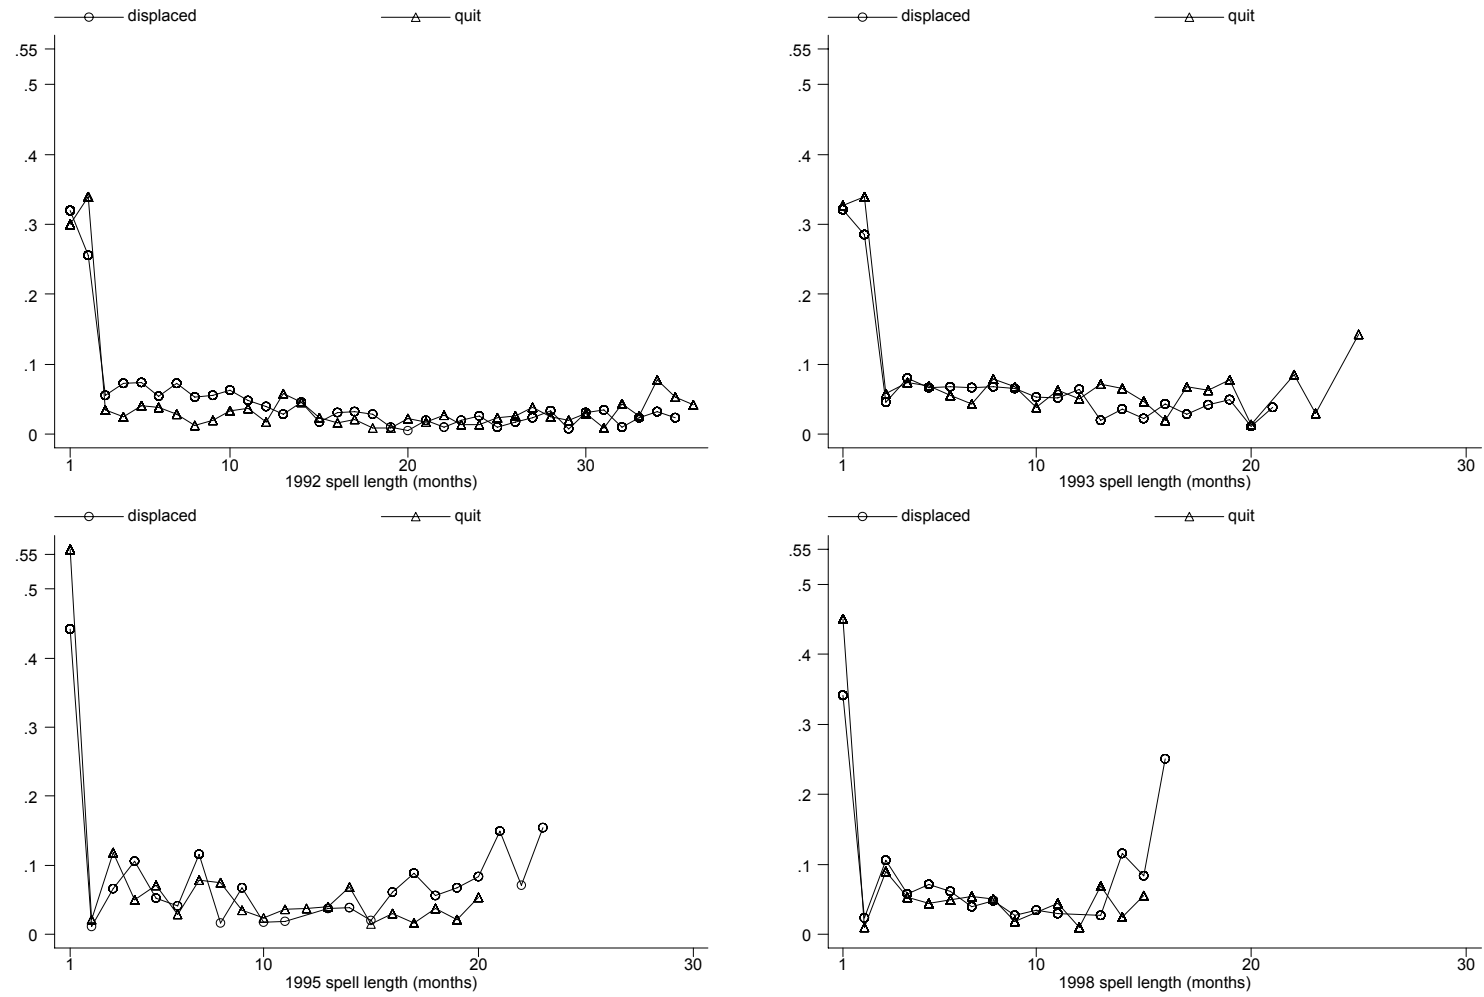 displaced quit
.55
.5
.4
.3
.2
.1
0
1 10 20 30
1992 spell length (months)
displaced quit
.55
.5
.4
.3
.2
.1
0
1 10 20 30
1993 spell length (months)
displaced quit
.55
.5
.4
.3
.2
.1
0
1 10 20 30
1995 spell length (months)
displaced quit
.55
.5
.4
.3
.2
.1
0
1 10 20 30
1998 spell length (months)